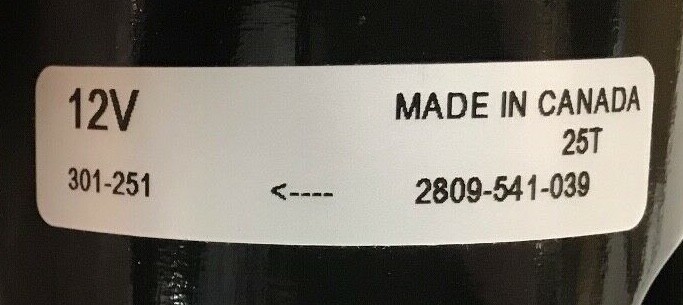 12V MADE IN CANADA
25T
301-251 <---- 2809-541-039